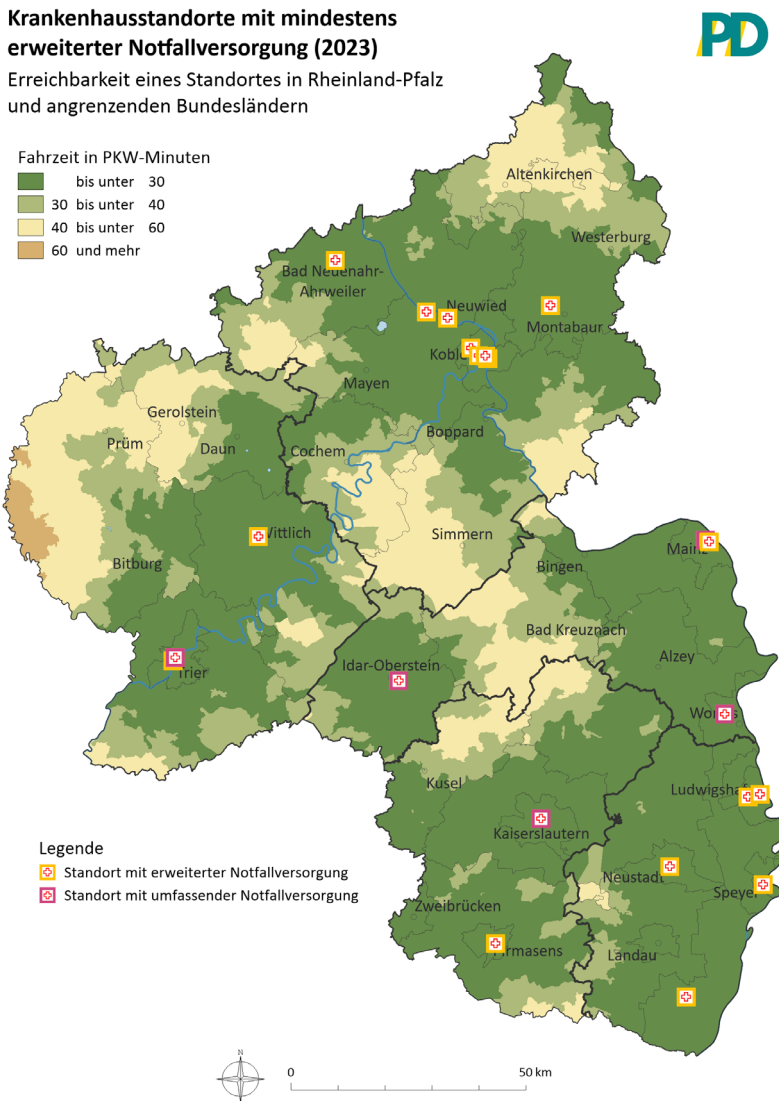 Krankenhausstandorte mit mindestens
erweiterter Notfallversorgung (2023)
Erreichbarkeit eines Standortes in Rheinland-Pfalz
und angrenzenden Bundesländern
PD
Fahrzeit in PKW-Minuten
bis unter 30
30 bis unter 40
40 bis unter 60
60 und mehr
Altenkirchen
Westerburg
Bad Neuenahr-
Ahrweiler
Neuwied
Montabaur
Koble
Mayen
Gerolstein
Prüm
Daun
Cochem
Boppard
Simmern
Wittlich
Bitburg
Mainz
Bingen
Bad Kreuznach
Alzey
Idar-Oberstein
Trier
Worms
Kusel
Ludwigshaf
Kaiserslautern
Neustadt
Speyer
Zweibrücken
Pirmasens
Landau
Legende
Standort mit erweiterter Notfallversorgung
Standort mit umfassender Notfallversorgung
N
0 50 km